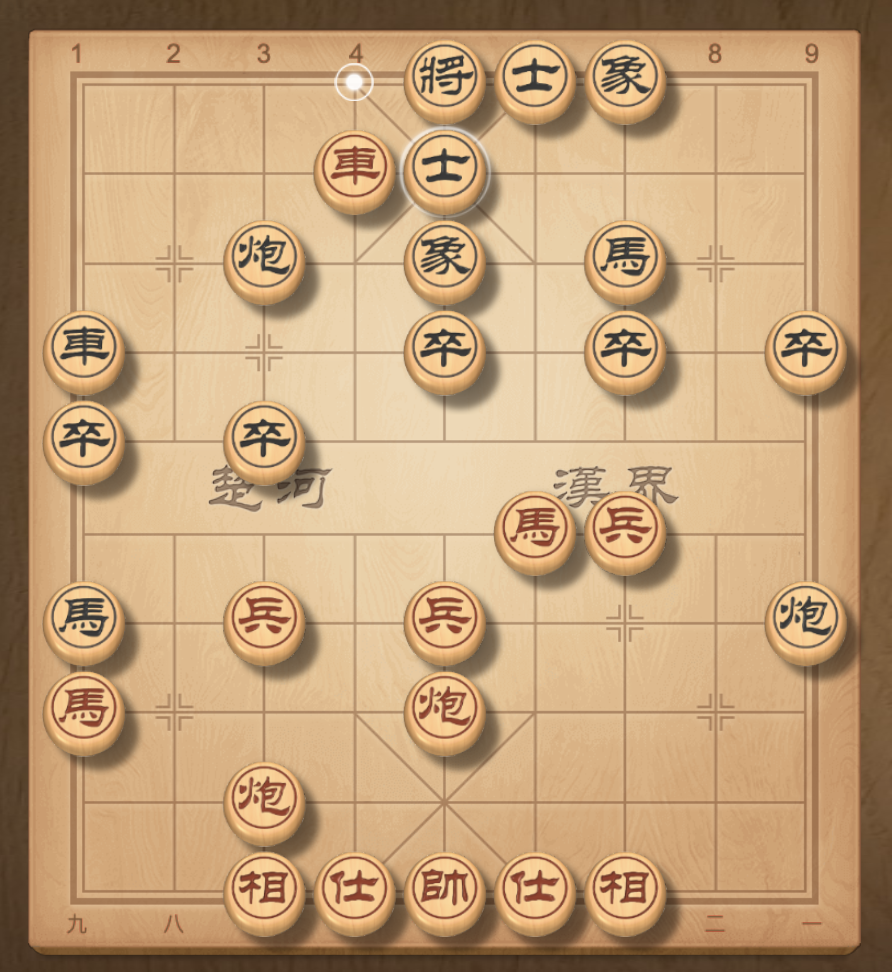 1 2 3 4 8 9
將 士 象
車 士
炮 象 馬
車 卒 卒 卒
卒 卒
楚河 漢界
馬 兵
馬 兵 兵 炮
馬 炮
炮
相 仕 帥 仕 相
九 八 二 一